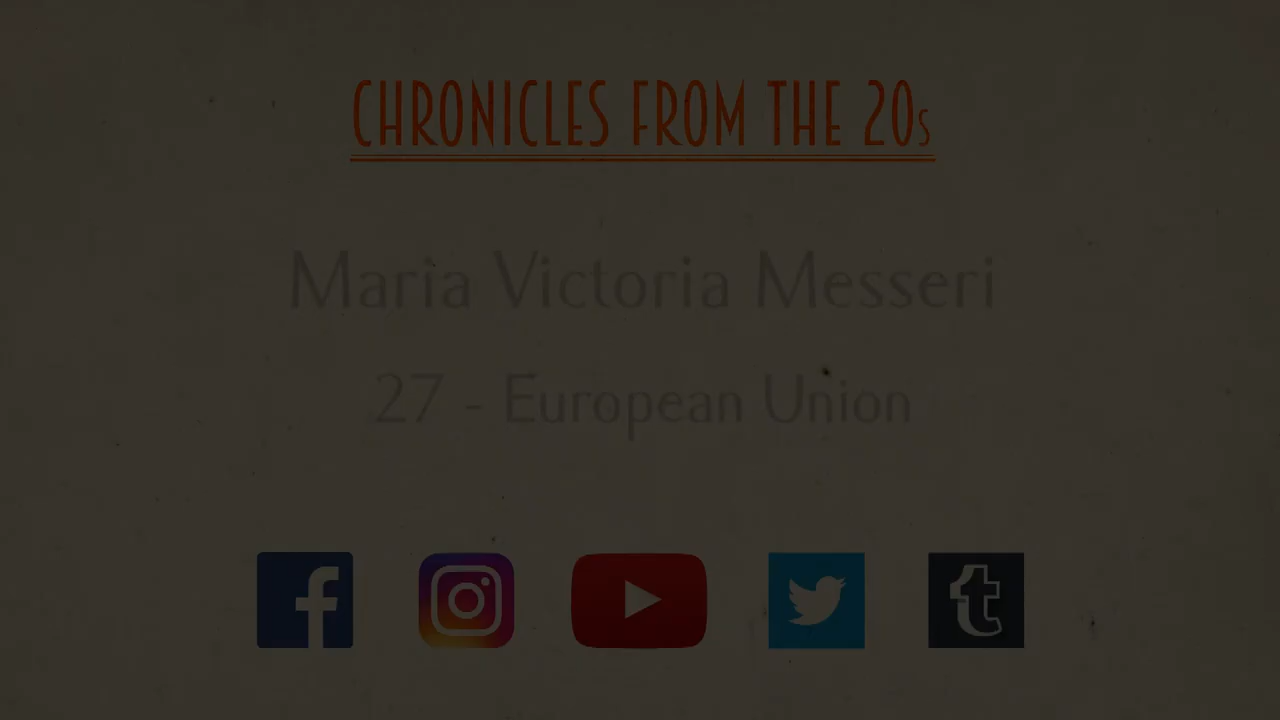 CHRONICLES FROM THE 20s
Maria Victoria Messeri
27 - European Union